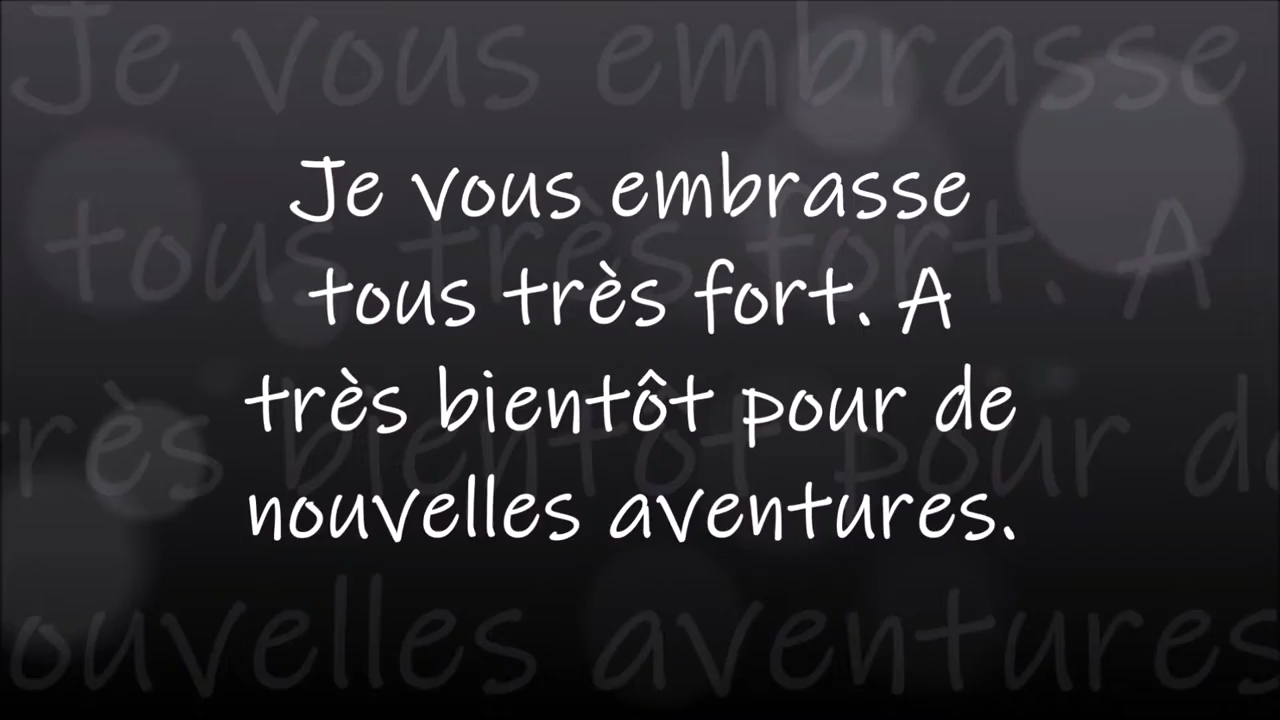 Je vous embrasse
tous très fort. A
très bientôt pour de
nouvelles aventures.